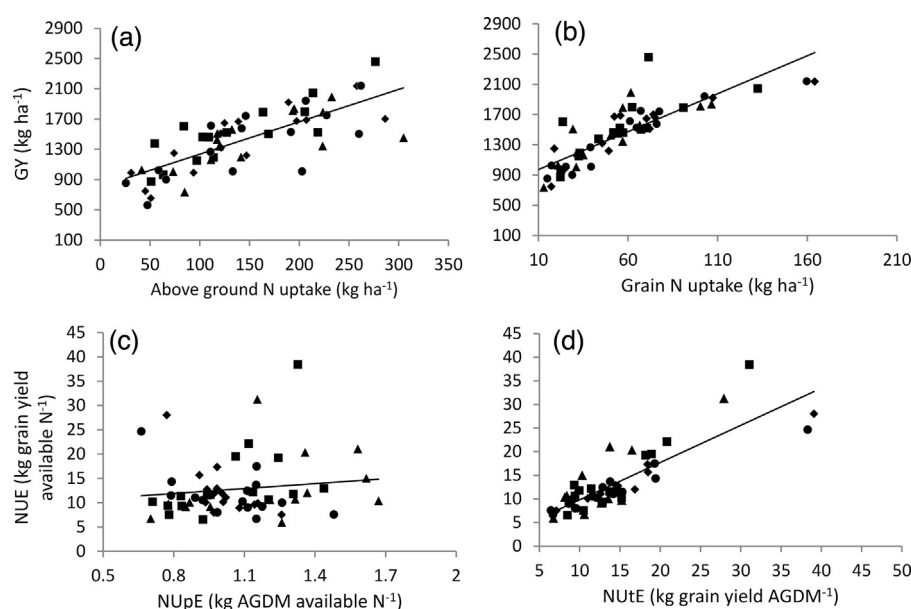 (a)
2900
2500
2100
1700
1300
900
500
100
GY (kg ha-1)
0 50 100 150 200 250 300 350
Above ground N uptake (kg ha-1)
(b)
2900
2500
2100
1700
1300
900
500
100
10 60 110 160 210
Grain N uptake (kg ha-1)
(c)
45
40
35
30
25
20
15
10
5
0
NUE (kg grain yield
available N-1)
0.5 0.8 1.1 1.4 1.7 2
NUpE (kg AGDM available N-1)
(d)
45
40
35
30
25
20
15
10
5
0
5 10 15 20 25 30 35 40 45 50
NUtE (kg grain yield AGDM-1)